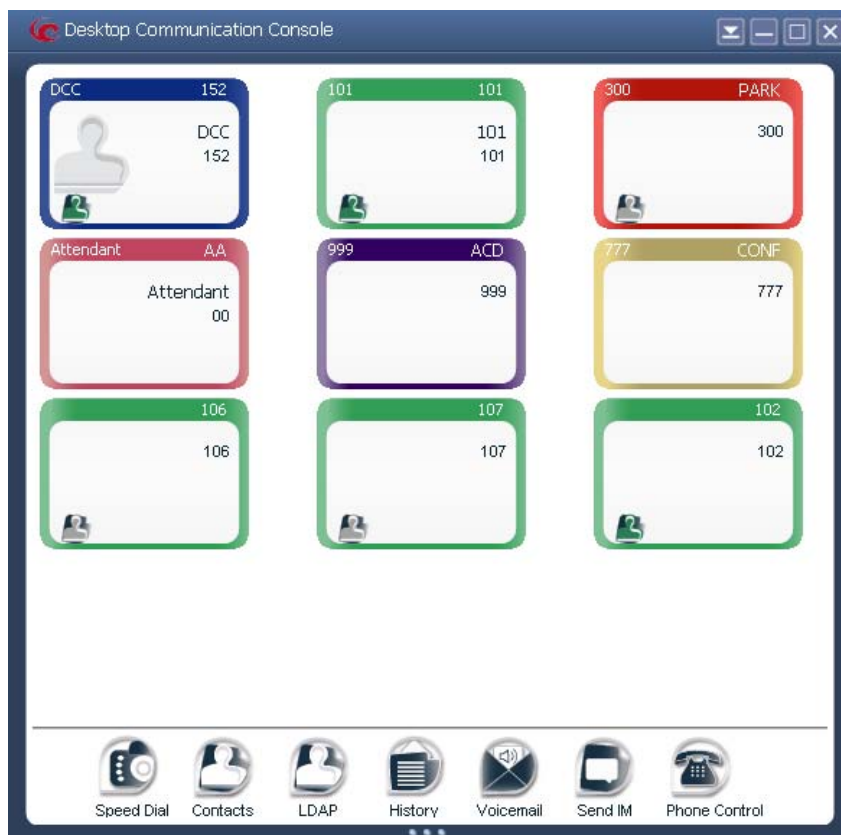 Desktop Communication Console
DCC 152
DCC
152
101 101
101
101
300 PARK
300
Attendant AA
Attendant
00
999 ACD
999
777 CONF
777
106
106
107
107
102
102
Speed Dial
Contacts
LDAP
History
Voicemail
Send IM
Phone Control